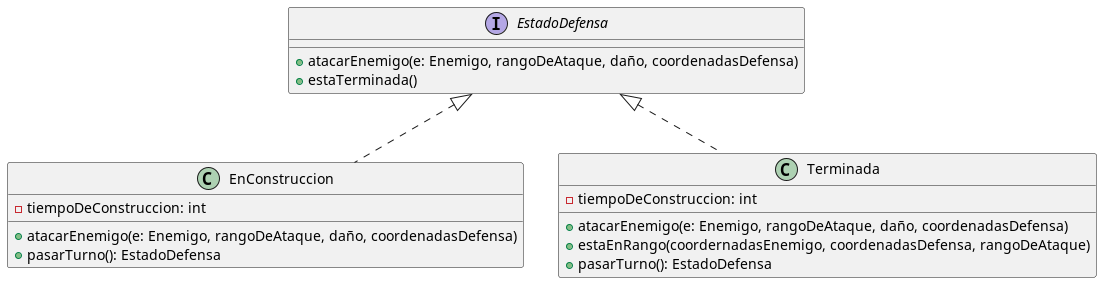 I EstadoDefensa
atacarEnemigo(e: Enemigo, rangoDeAtaque, daño, coordenadasDefensa)
estaTerminada()
C EnConstruccion
tiempoDeConstruccion: int
atacarEnemigo(e: Enemigo, rangoDeAtaque, daño, coordenadasDefensa)
pasarTurno(): EstadoDefensa
C Terminada
tiempoDeConstruccion: int
atacarEnemigo(e: Enemigo, rangoDeAtaque, daño, coordenadasDefensa)
estaEnRango(coordernadasEnemigo, coordenadasDefensa, rangoDeAtaque)
pasarTurno(): EstadoDefensa